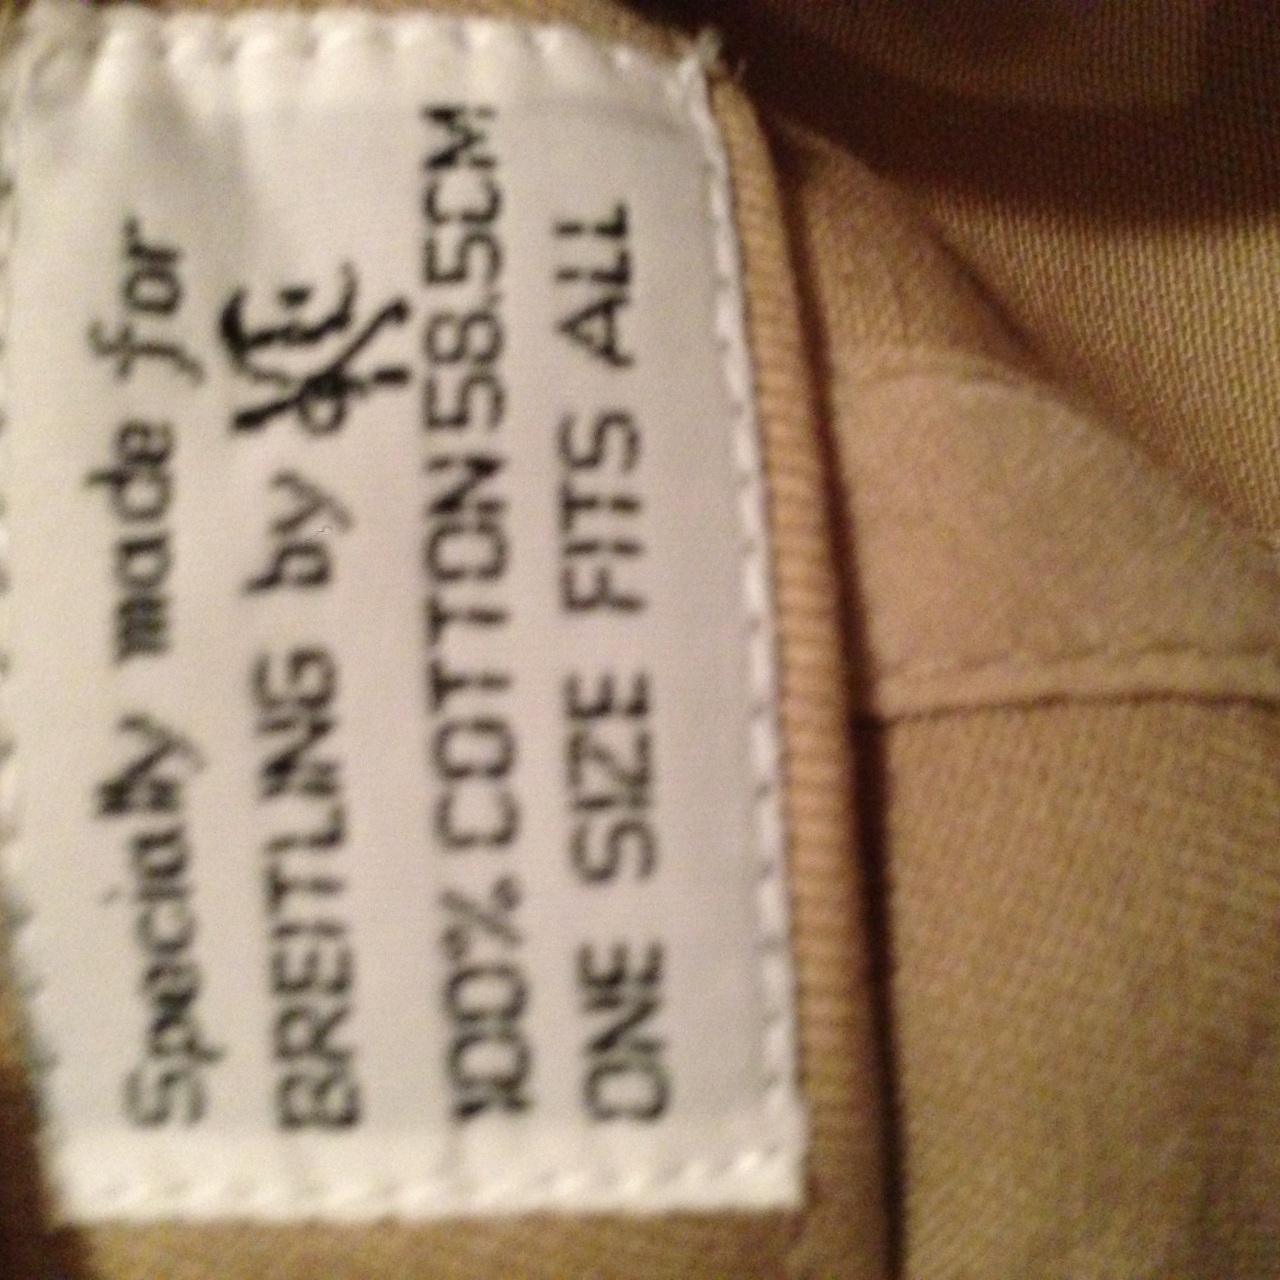 Specially made for
BREITLING by
100% COTTON 58.5CM
ONE SIZE FITS ALL